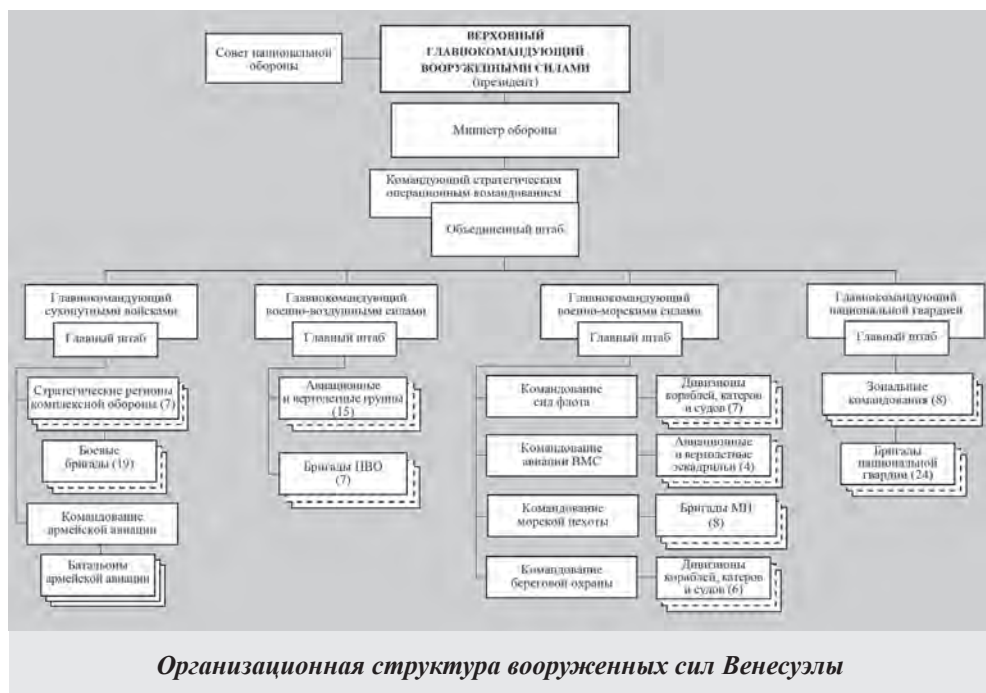 ВЕРХОВНЫЙ
ГЛАВНОКОМАНДУЮЩИЙ
ВООРУЖЕННЫМИ СИЛАМИ
(президент)
Совет национальной
обороны
Министр обороны
Командующий стратегическим
операционным командованием
Объединенный штаб
Главнокомандующий
сухопутными войсками
Главный штаб
Стратегические регионы
комплексной обороны (7)
Боевые
бригады (19)
Командование
армейской авиации
Батальоны
армейской авиации
Главнокомандующий
военно-воздушными силами
Главный штаб
Авиационные
и вертолетные группы
(15)
Бригады ПВО
(7)
Главнокомандующий
военно-морскими силами
Главный штаб
Командование
сил флота
Дивизионы
кораблей, катеров
и судов (7)
Командование
авиации ВМС
Авиационные
и вертолетные
эскадрильи (4)
Командование
морской пехоты
Бригады МП
(8)
Командование
береговой охраны
Дивизионы
кораблей, катеров
и судов (6)
Главнокомандующий
национальной гвардией
Главный штаб
Зональные
командования (8)
Бригады
национальной
гвардии (24)
Организационная структура вооруженных сил Венесуэлы